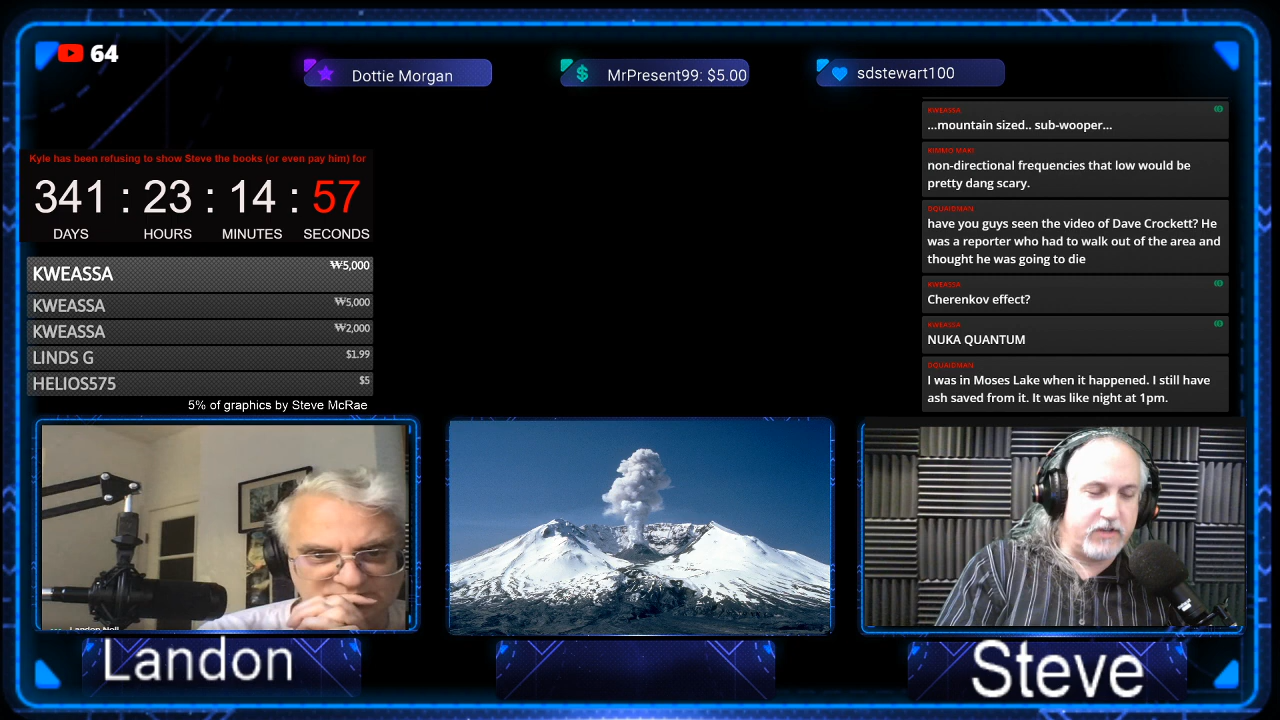 64
Dottie Morgan
MrPresent99: $5.00
sdstewart100
Kyle has been refusing to show Steve the books (or even pay him) for
341 : 23 : 14 : 57
DAYS HOURS MINUTES SECONDS
KWEASSA ₩5,000
KWEASSA ₩5,000
KWEASSA ₩2,000
LINDS G $1.99
HELIOS575 $5
5% of graphics by Steve McRae
KWEASSA
...mountain sized.. sub-wooper...
KIMMO MAKI
non-directional frequencies that low would be
pretty dang scary.
DQUAIDMAN
have you guys seen the video of Dave Crockett? He
was a reporter who had to walk out of the area and
thought he was going to die
KWEASSA
Cherenkov effect?
KWEASSA
NUKA QUANTUM
DQUAIDMAN
I was in Moses Lake when it happened. I still have
ash saved from it. It was like night at 1pm.
Landon
Steve